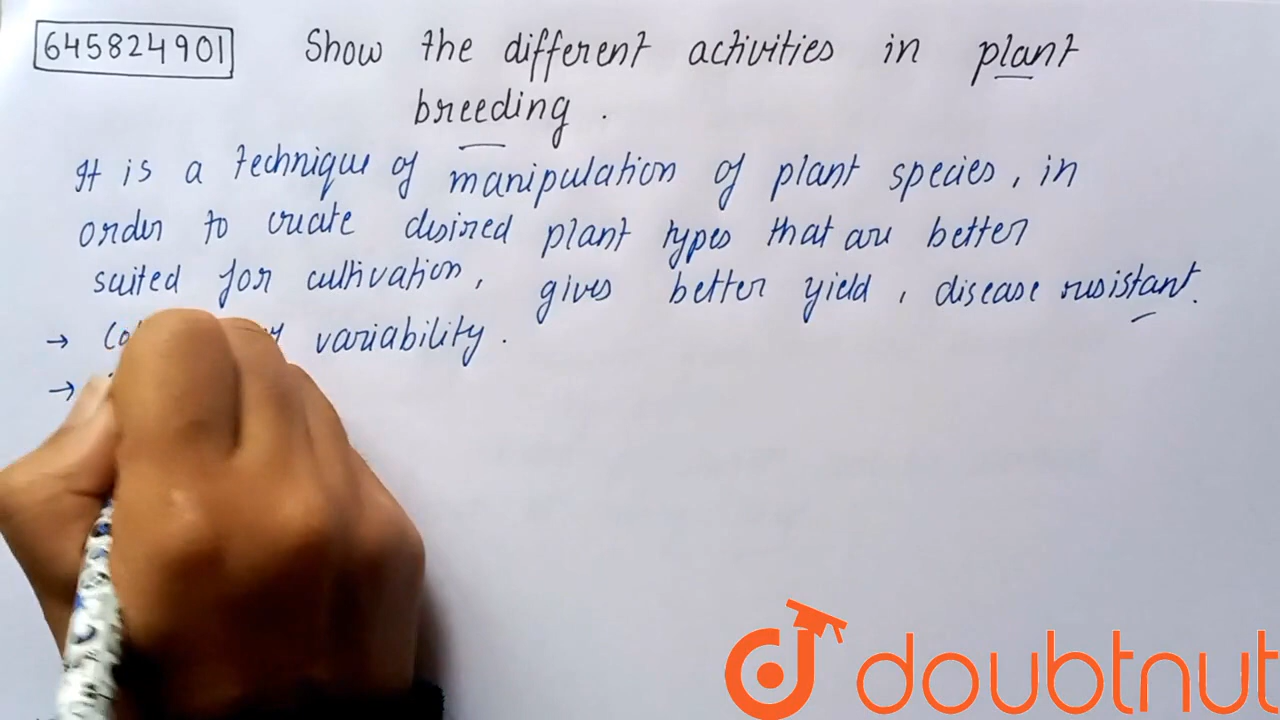 645824901 Show the different activities in plant
breeding.
It is a technique of manipulation of plant species, in
order to create desired plant types that are better
suited for cultivation, gives better yield, disease resistant.
→ variability.
→
doubtnut